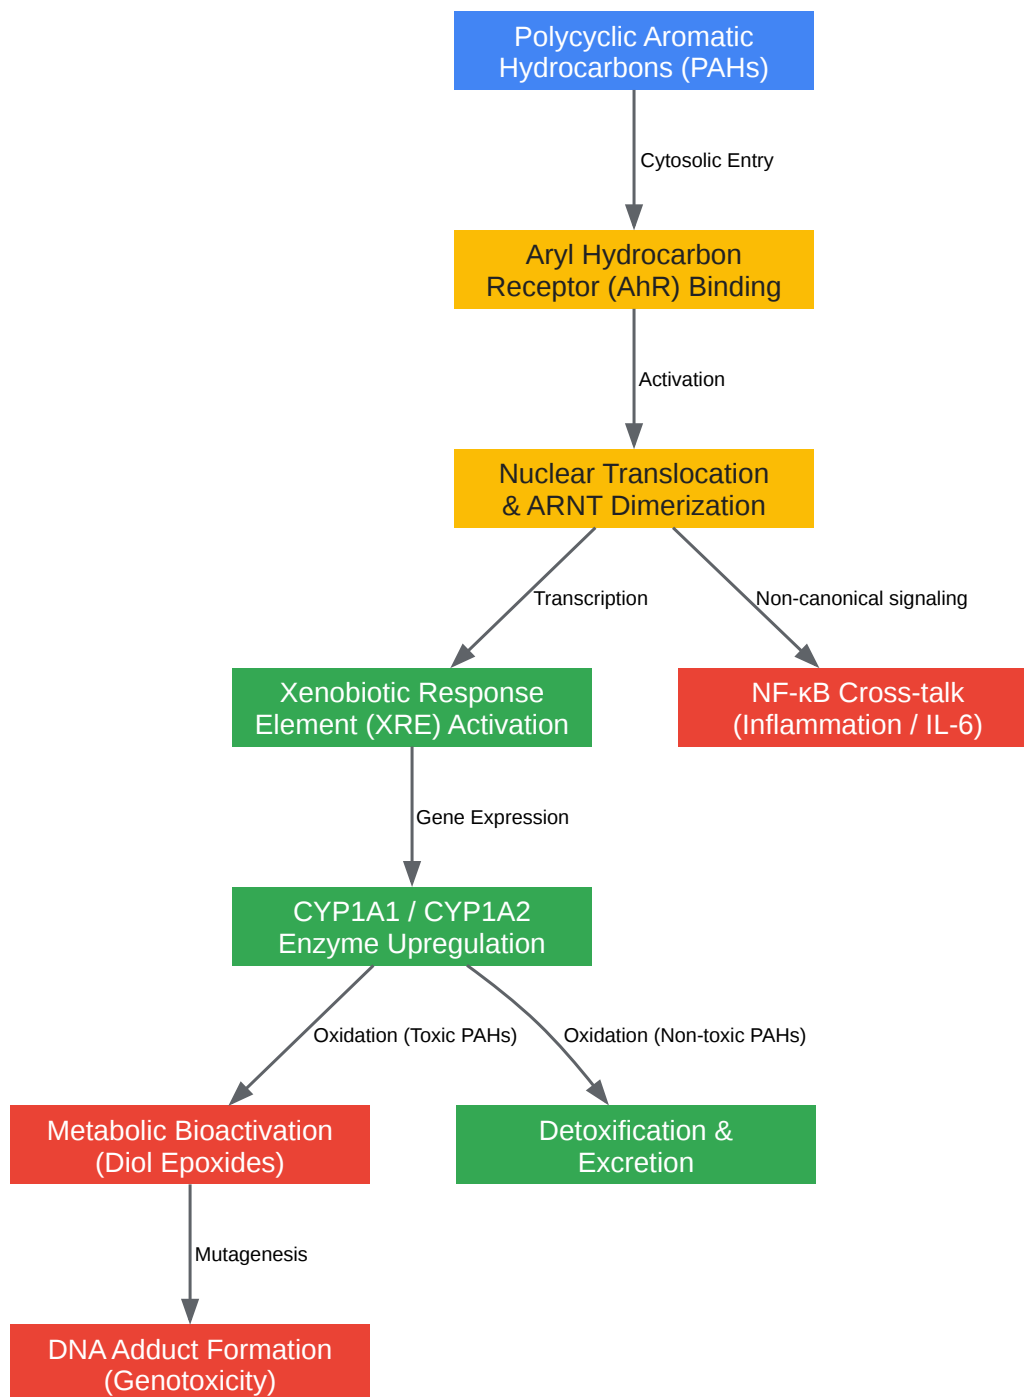 Polycyclic Aromatic
Hydrocarbons (PAHs)
Cytosolic Entry
Aryl Hydrocarbon
Receptor (AhR) Binding
Activation
Nuclear Translocation
& ARNT Dimerization
Transcription
Non-canonical signaling
Xenobiotic Response
Element (XRE) Activation
NF-κB Cross-talk
(Inflammation / IL-6)
Gene Expression
CYP1A1 / CYP1A2
Enzyme Upregulation
Oxidation (Toxic PAHs)
Oxidation (Non-toxic PAHs)
Metabolic Bioactivation
(Diol Epoxides)
Detoxification &
Excretion
Mutagenesis
DNA Adduct Formation
(Genotoxicity)